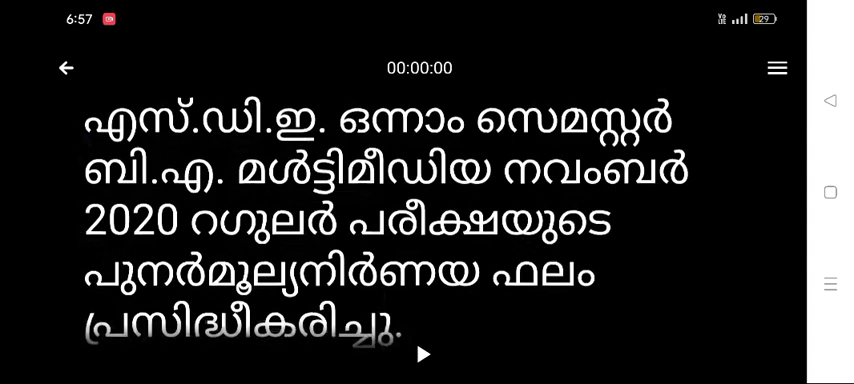 6:57
29
00:00:00
എസ്.ഡി.ഇ. ഒന്നാം സെമസ്റ്റർ
ബി.എ. മൾട്ടിമീഡിയ നവംബർ
2020 റഗുലർ പരീക്ഷയുടെ
പുനർമൂല്യനിർണയ ഫലം
പ്രസിദ്ധീകരിച്ചു.